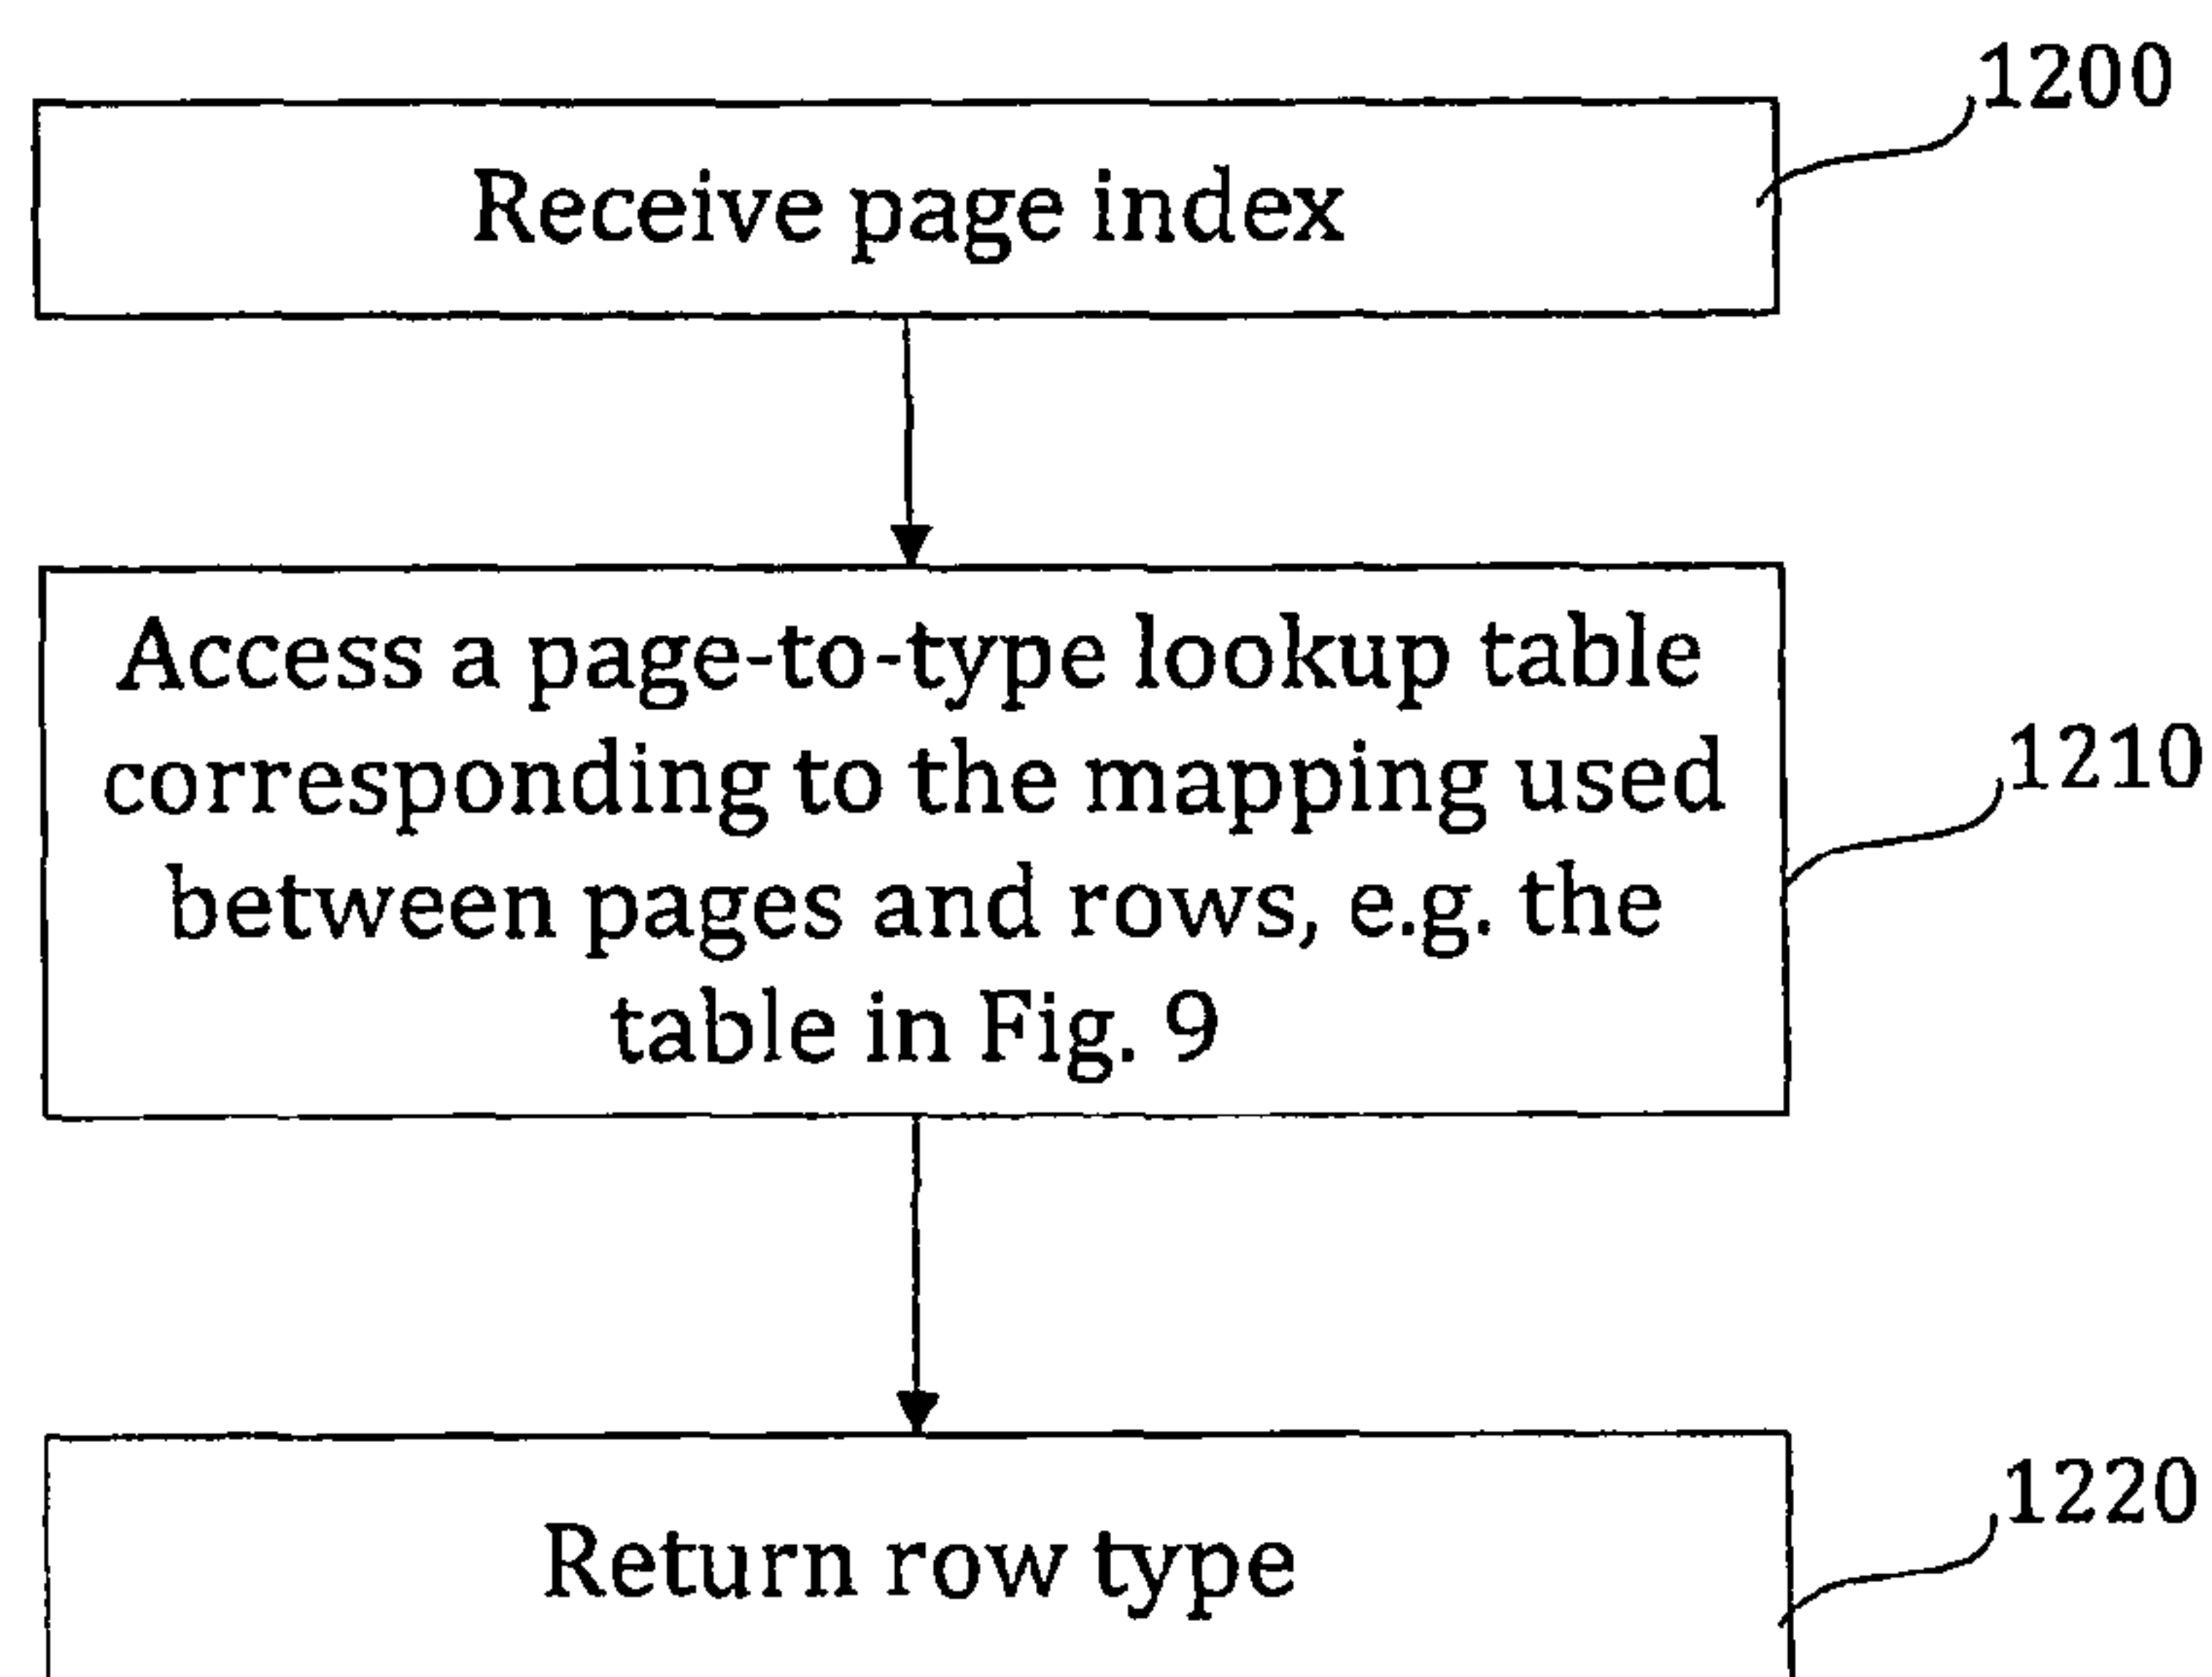 1200
Receive page index
Access a page-to-type lookup table
corresponding to the mapping used
between pages and rows, e.g. the
table in Fig. 9
1210
Return row type
1220